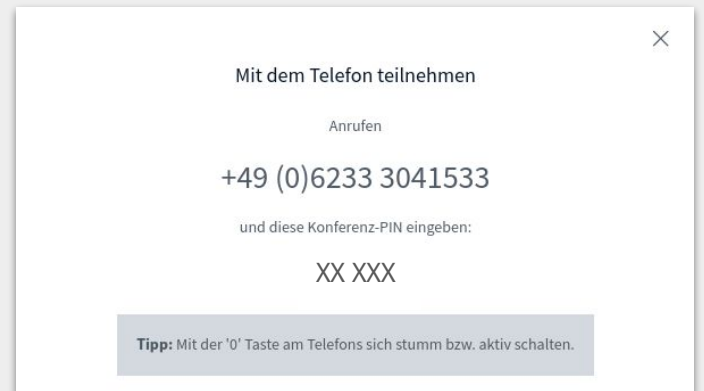 Mit dem Telefon teilnehmen
Anrufen
+49 (0)6233 3041533
und diese Konferenz-PIN eingeben:
XX XXX
Tipp: Mit der '0' Taste am Telefons sich stumm bzw. aktiv schalten.